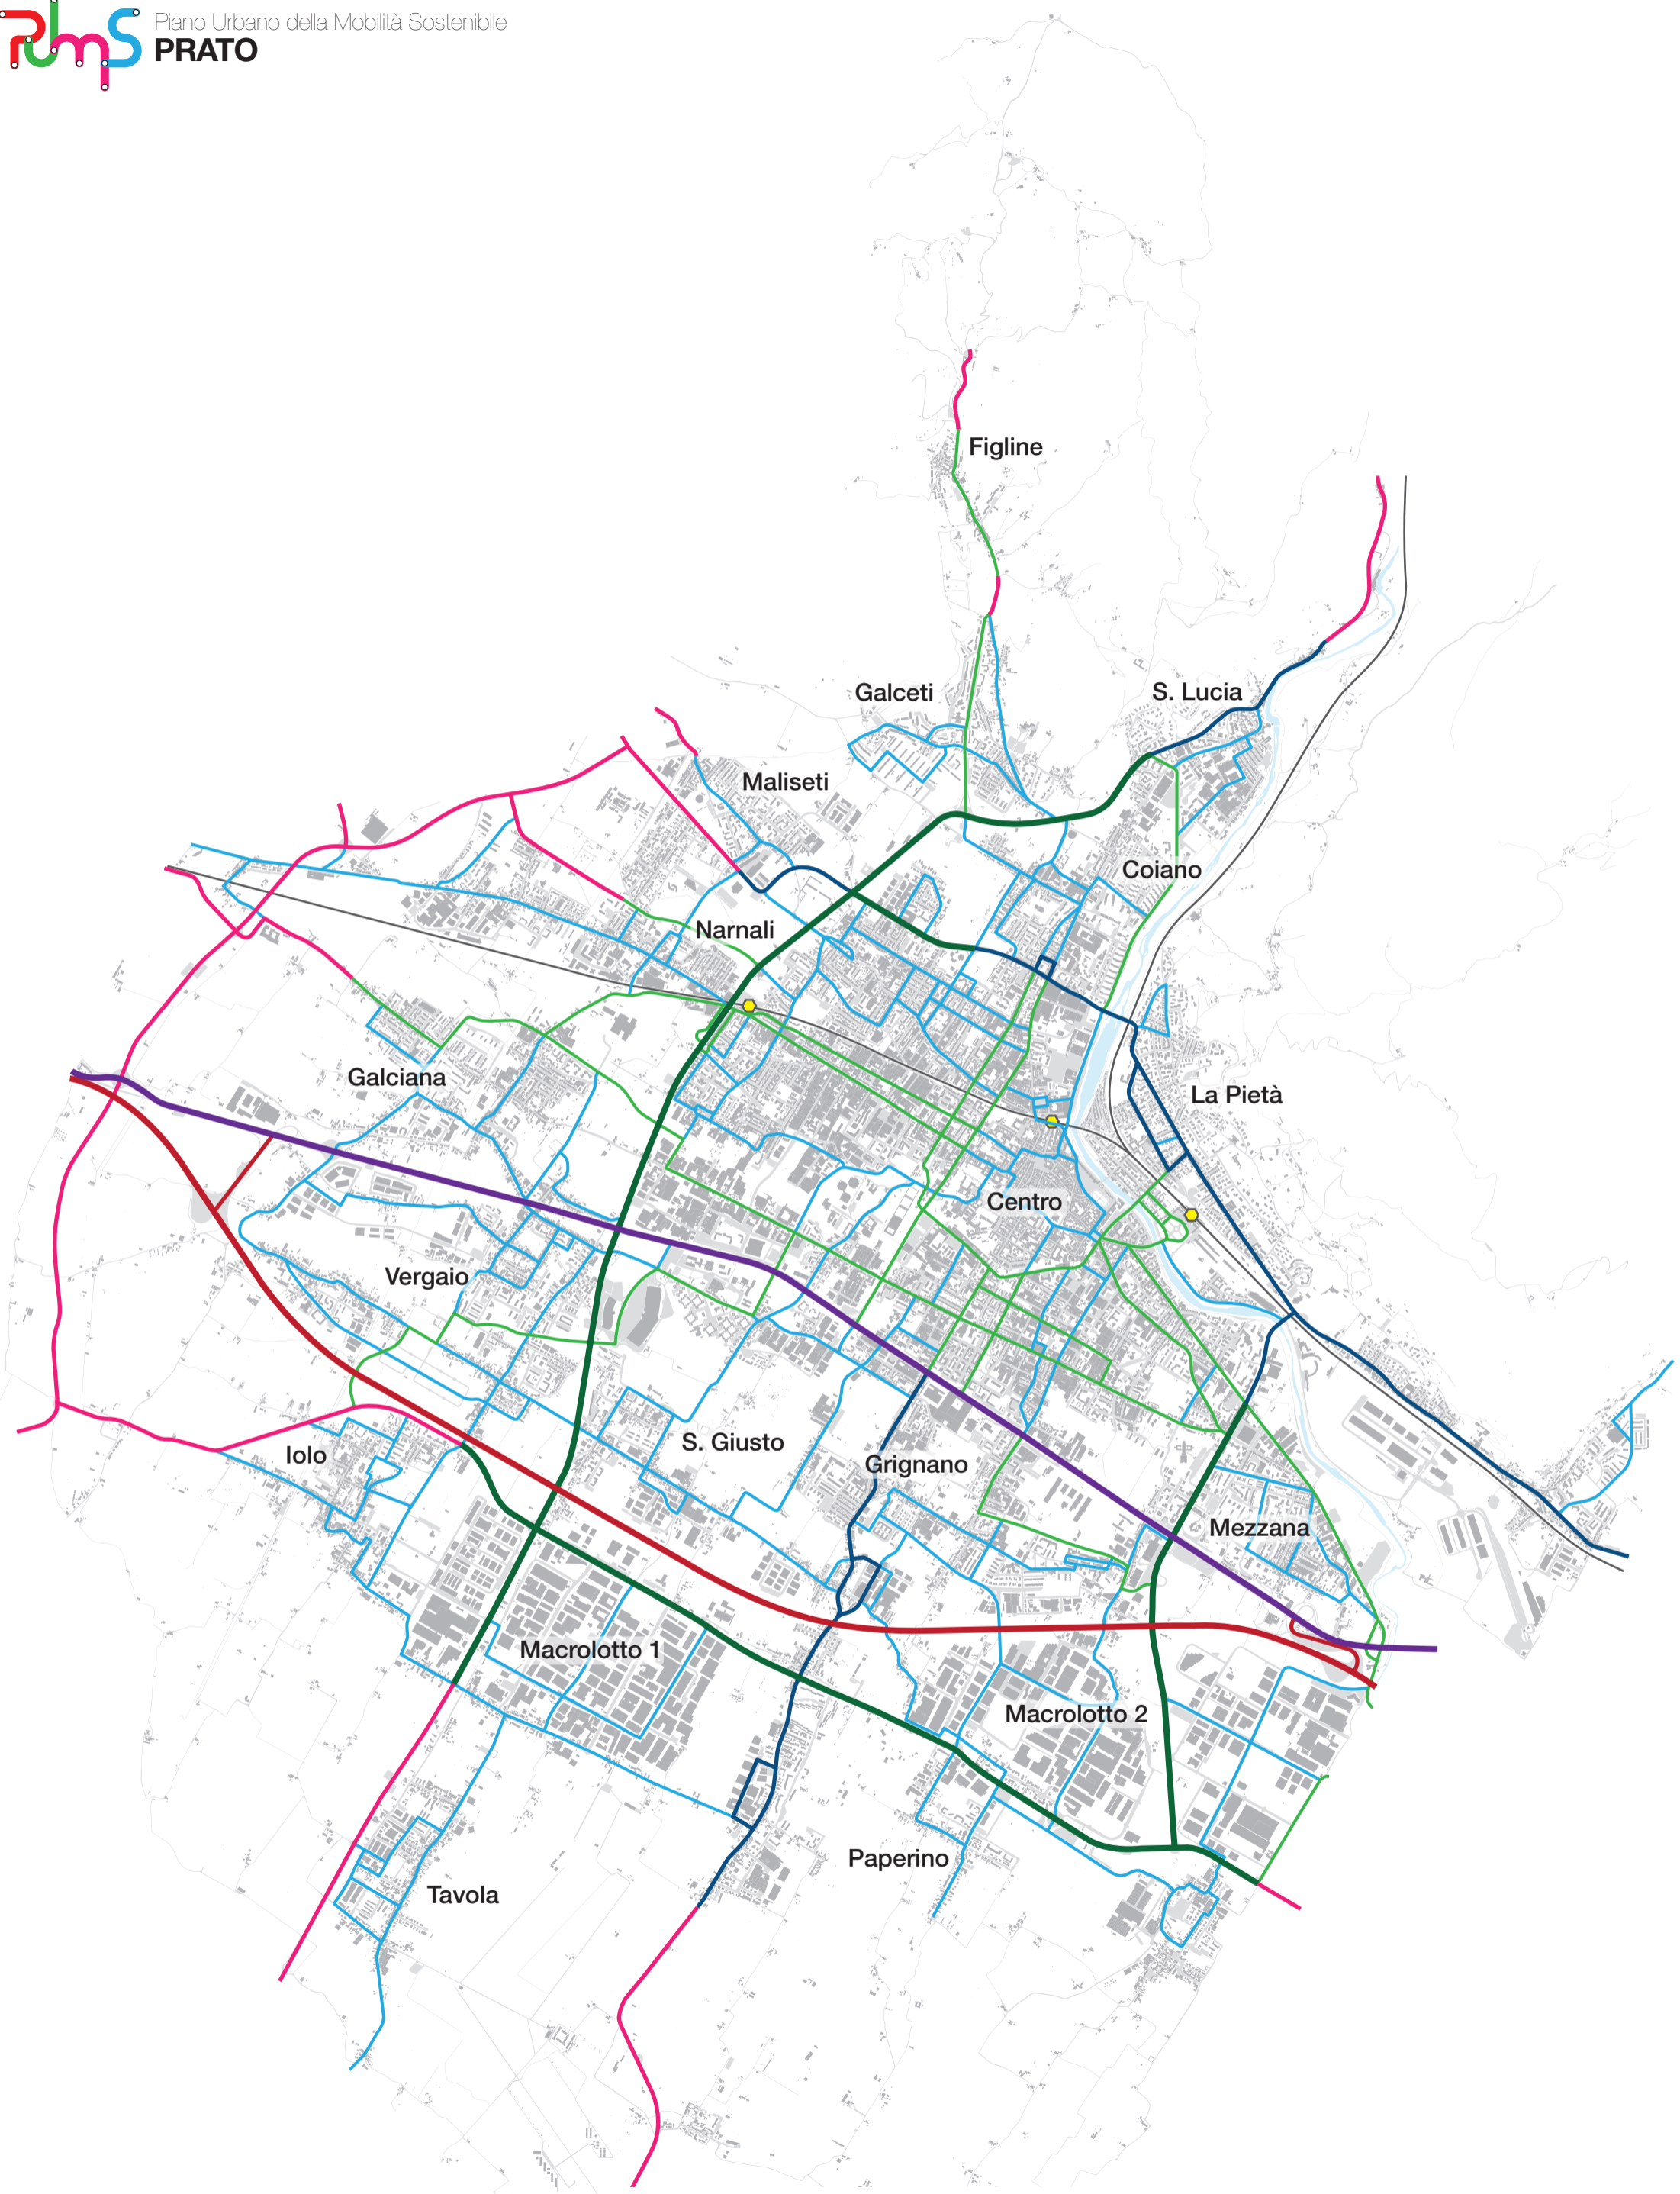 pums
Piano Urbano della Mobilità Sostenibile
PRATO
Figline
Galceti
S. Lucia
Maliseti
Coiano
Narnali
Galciana
La Pietà
Centro
Vergaio
Iolo
S. Giusto
Grignano
Mezzana
Macrolotto 1
Macrolotto 2
Paperino
Tavola